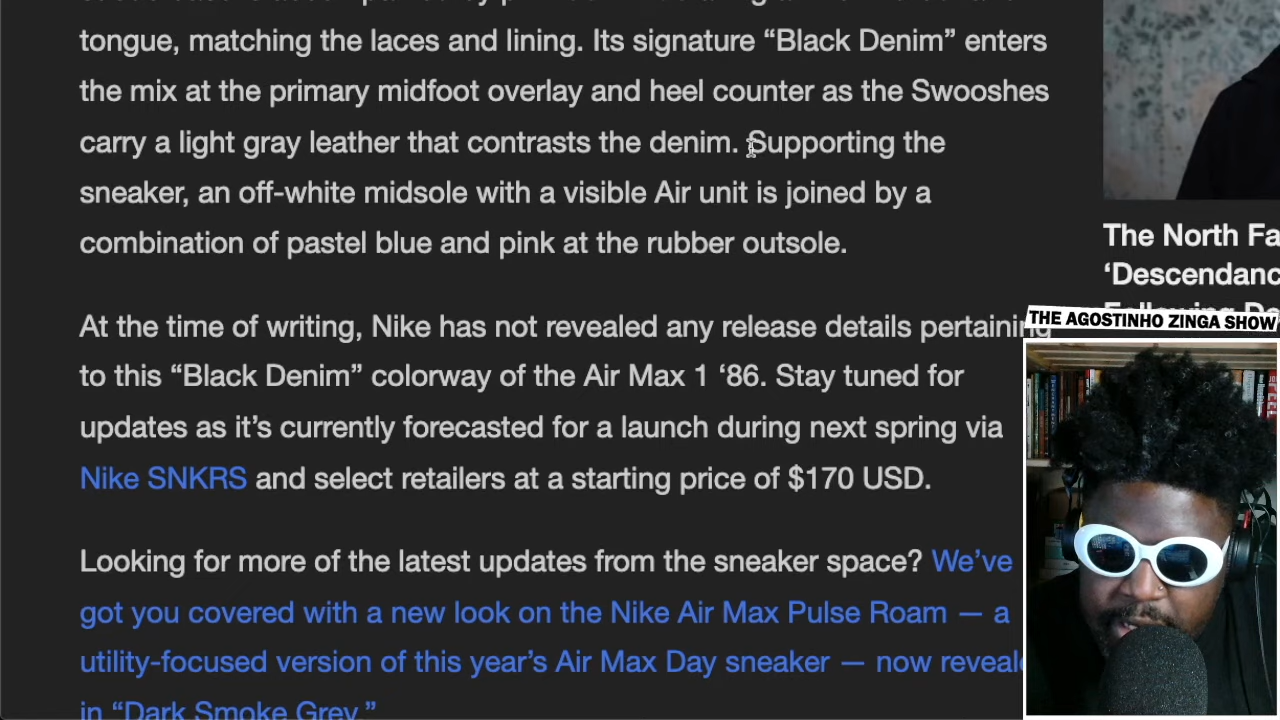 tongue, matching the laces and lining. Its signature “Black Denim” enters
the mix at the primary midfoot overlay and heel counter as the Swooshes
carry a light gray leather that contrasts the denim. Supporting the
sneaker, an off-white midsole with a visible Air unit is joined by a
combination of pastel blue and pink at the rubber outsole.
At the time of writing, Nike has not revealed any release details pertaining
to this “Black Denim” colorway of the Air Max 1 ‘86. Stay tuned for
updates as it’s currently forecasted for a launch during next spring via
Nike SNKRS and select retailers at a starting price of $170 USD.
Looking for more of the latest updates from the sneaker space? We’ve
got you covered with a new look on the Nike Air Max Pulse Roam — a
utility-focused version of this year’s Air Max Day sneaker — now reveal
in “Dark Smoke Grey.”
The North Fa
‘Descendanc
THE AGOSTINHO ZINGA SHOW